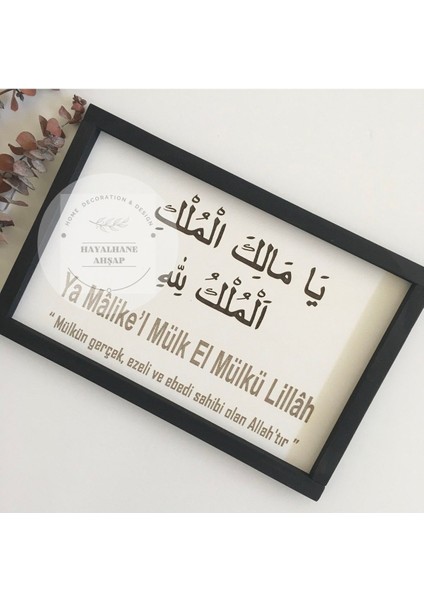 HOME DECORATION & DESIGN
HAYALHANE
AHŞAP
يَا مَالِكَ الْمُلْكِ
اَلْمُلْكُ لِلّٰهِ
Ya Mâlike'l Mülk El Mülkü Lillâh
“ Mülkün gerçek, ezeli ve ebedi sahibi olan Allah'tır ”